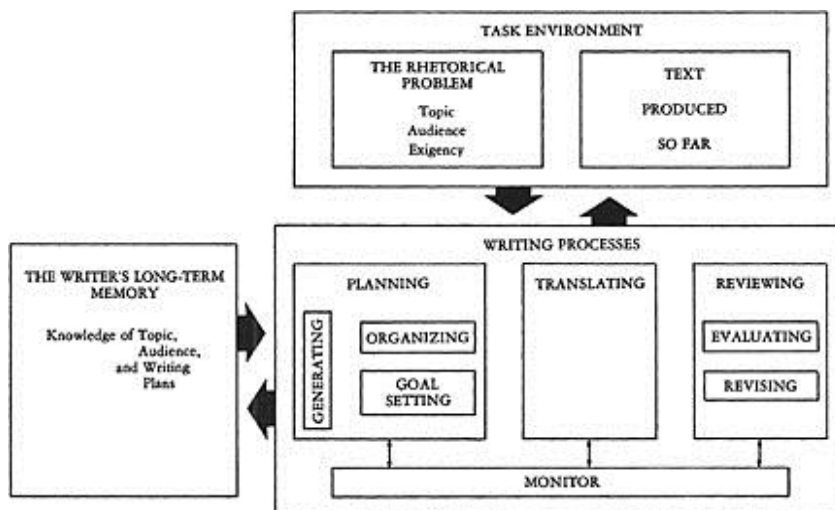 TASK ENVIRONMENT
THE RHETORICAL
PROBLEM
Topic
Audience
Exigency
TEXT
PRODUCED
SO FAR
THE WRITER'S LONG-TERM
MEMORY
Knowledge of Topic,
Audience,
and Writing
Plans
WRITING PROCESSES
PLANNING
GENERATING
ORGANIZING
GOAL
SETTING
TRANSLATING
REVIEWING
EVALUATING
REVISING
MONITOR